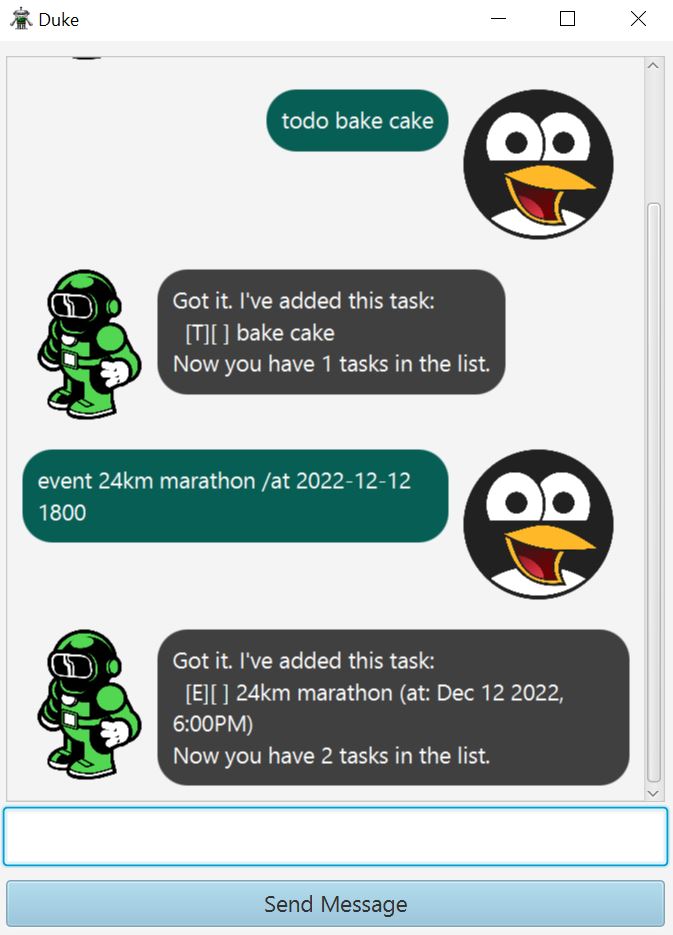 Duke
todo bake cake
Got it. I've added this task:
[T][ ] bake cake
Now you have 1 tasks in the list.
event 24km marathon /at 2022-12-12
1800
Got it. I've added this task:
[E][ ] 24km marathon (at: Dec 12 2022,
6:00PM)
Now you have 2 tasks in the list.
Send Message